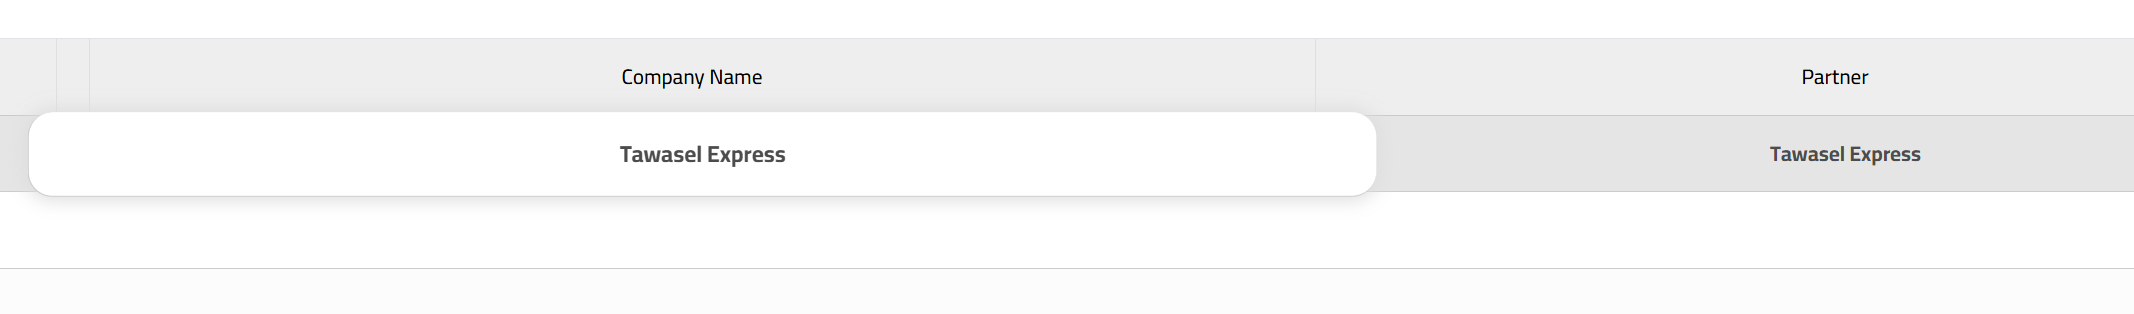 Company Name Partner
Tawasel Express Tawasel Express